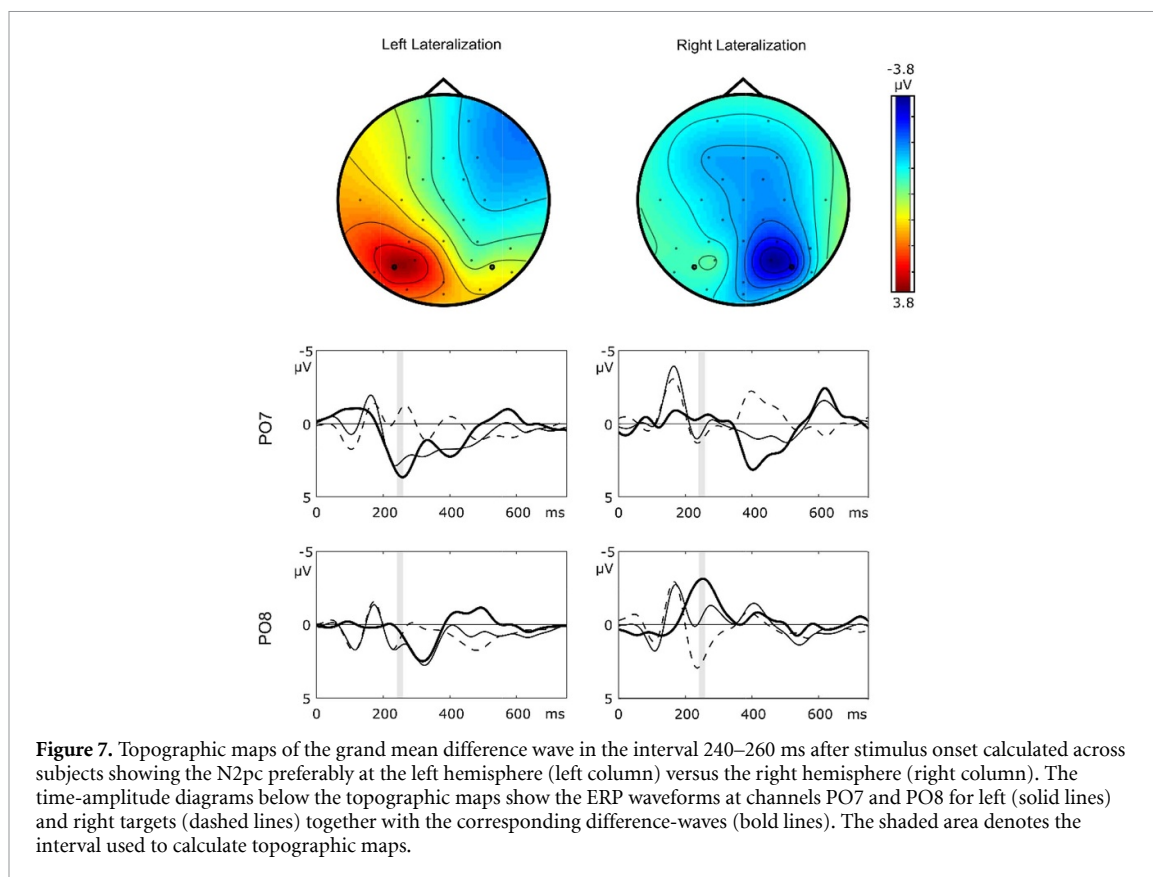 Left Lateralization
Right Lateralization
-3.8
µV
3.8
-5
µV
0
5
0 200 400 600 ms
PO7
-5
µV
0
5
0 200 400 600 ms
-5
µV
0
5
0 200 400 600 ms
PO8
-5
µV
0
5
0 200 400 600 ms
Figure 7. Topographic maps of the grand mean difference wave in the interval 240–260 ms after stimulus onset calculated across
subjects showing the N2pc preferably at the left hemisphere (left column) versus the right hemisphere (right column). The
time-amplitude diagrams below the topographic maps show the ERP waveforms at channels PO7 and PO8 for left (solid lines)
and right targets (dashed lines) together with the corresponding difference-waves (bold lines). The shaded area denotes the
interval used to calculate topographic maps.